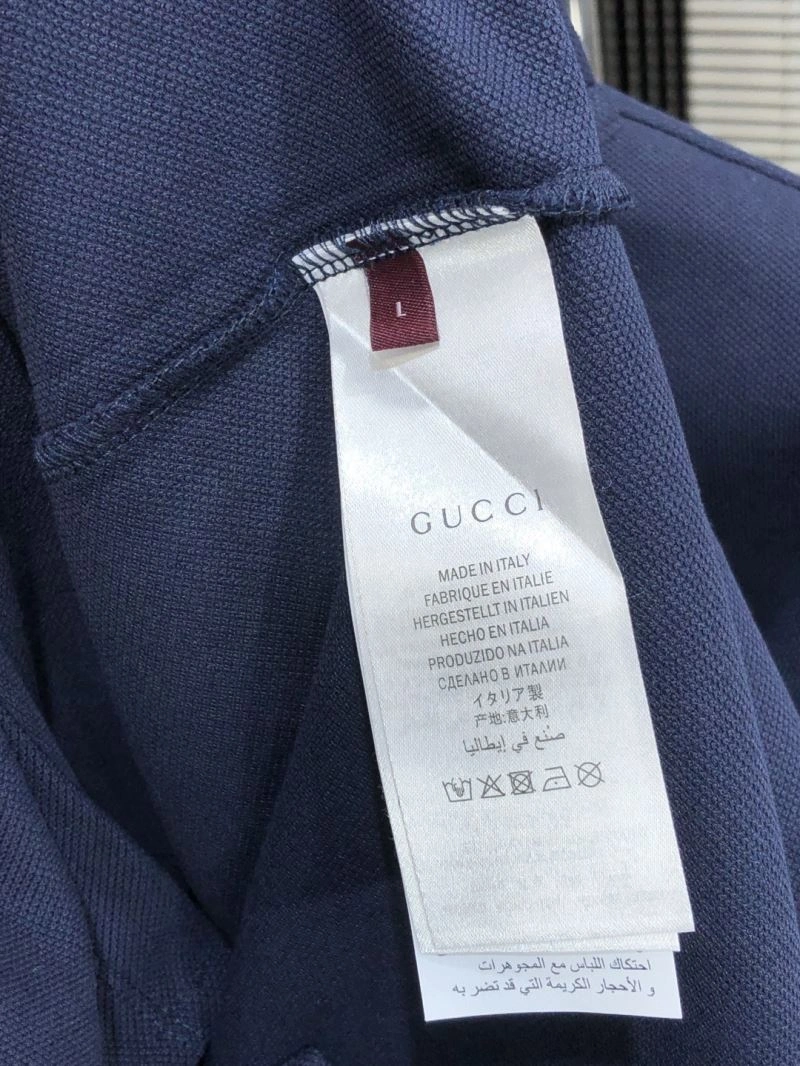 L
GUCCI
MADE IN ITALY
FABRIQUE EN ITALIE
HERGESTELLT IN ITALIEN
HECHO EN ITALIA
PRODUZIDO NA ITALIA
СДЕЛАНО В ИТАЛИИ
イタリア製
产地:意大利
صنع في إيطاليا
احتكاك اللباس مع المجوهرات
و الأحجار الكريمة التي قد تضر به